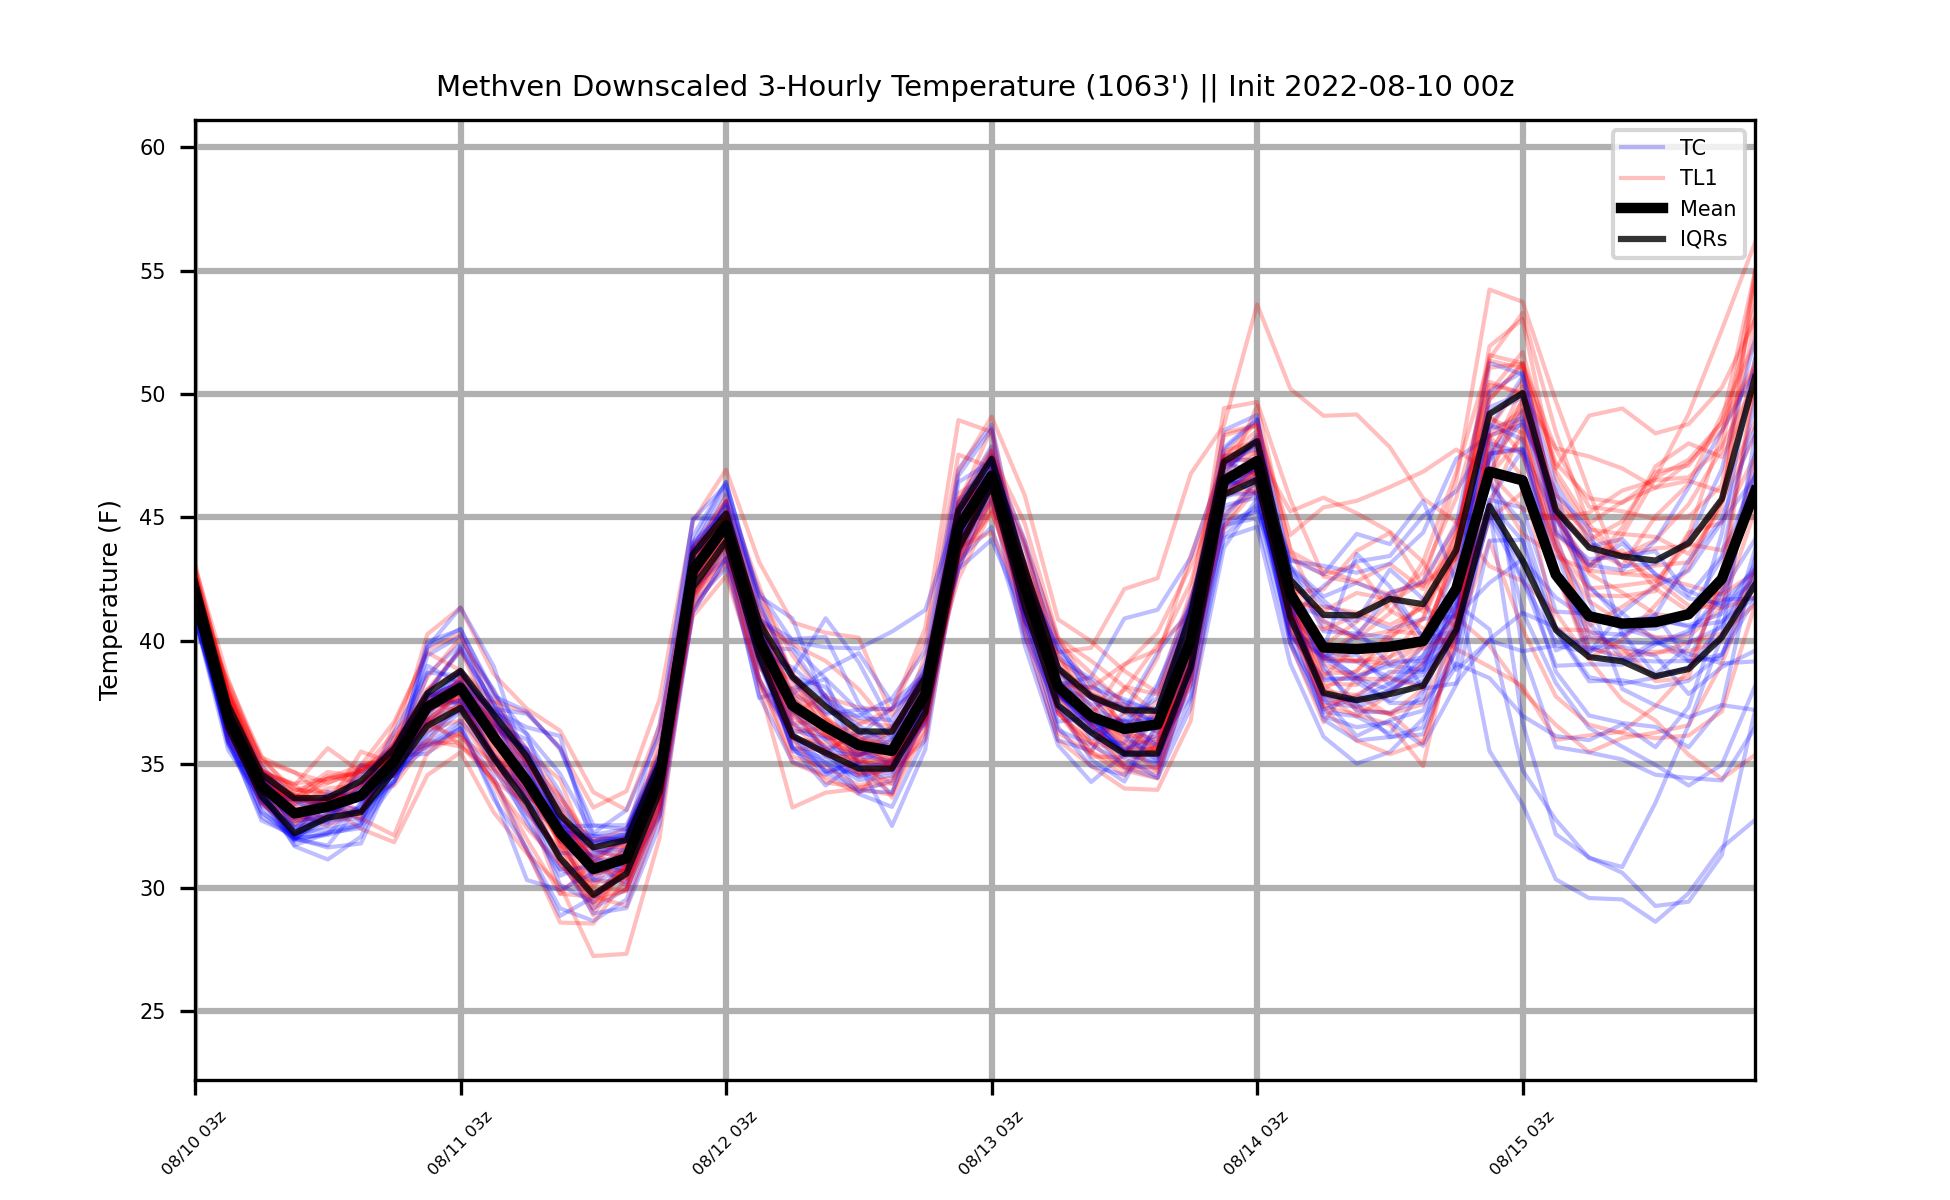 Methven Downscaled 3-Hourly Temperature (1063') || Init 2022-08-10 00z
TC
TL1
Mean
IQRs
Temperature (F)
60
55
50
45
40
35
30
25
08/10 03z
08/11 03z
08/12 03z
08/13 03z
08/14 03z
08/15 03z